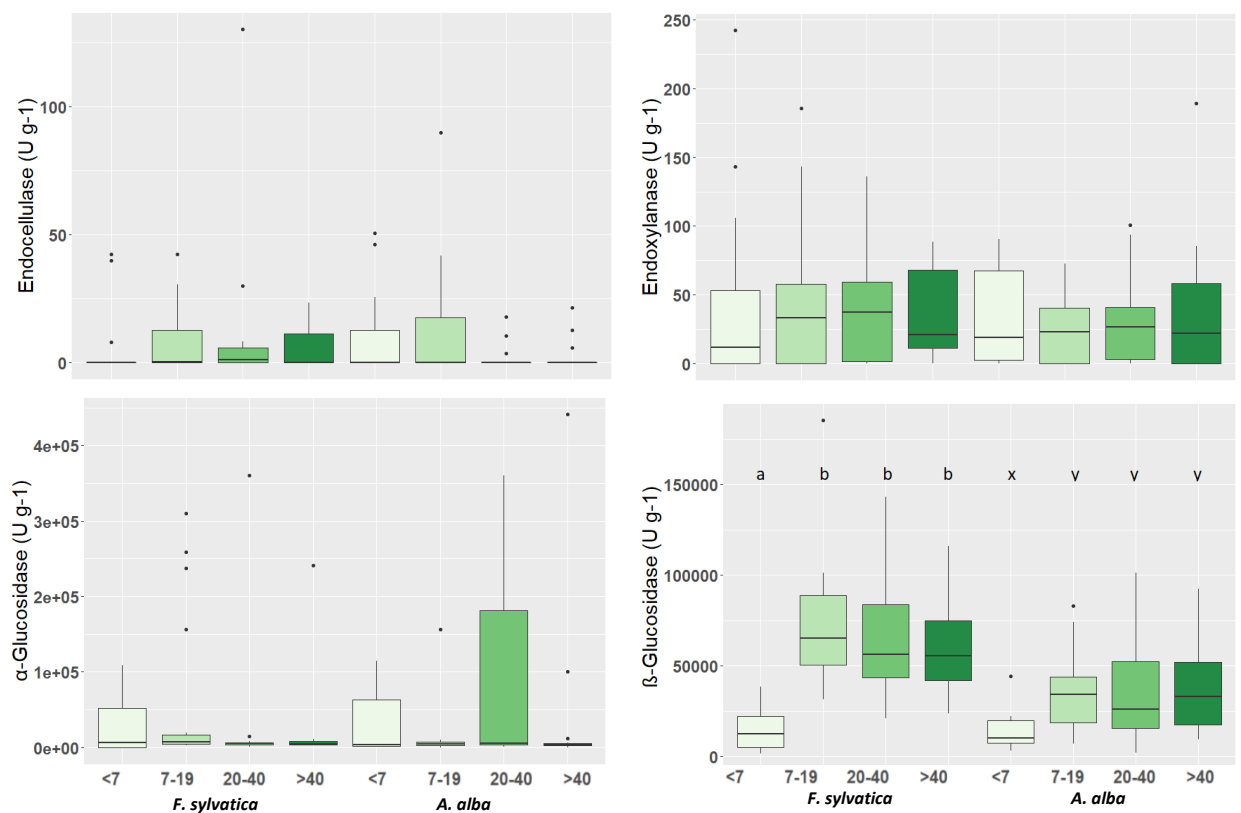 Endocellulase (U g-1)
100
50
0
Endoxylanase (U g-1)
250
200
150
100
50
0
α-Glucosidase (U g-1)
4e+05
3e+05
2e+05
1e+05
0e+00
<7 7-19 20-40 >40 <7 7-19 20-40 >40
F. sylvatica A. alba
ß-Glucosidase (U g-1)
150000
100000
50000
0
a b b b x y y y
<7 7-19 20-40 >40 <7 7-19 20-40 >40
F. sylvatica A. alba